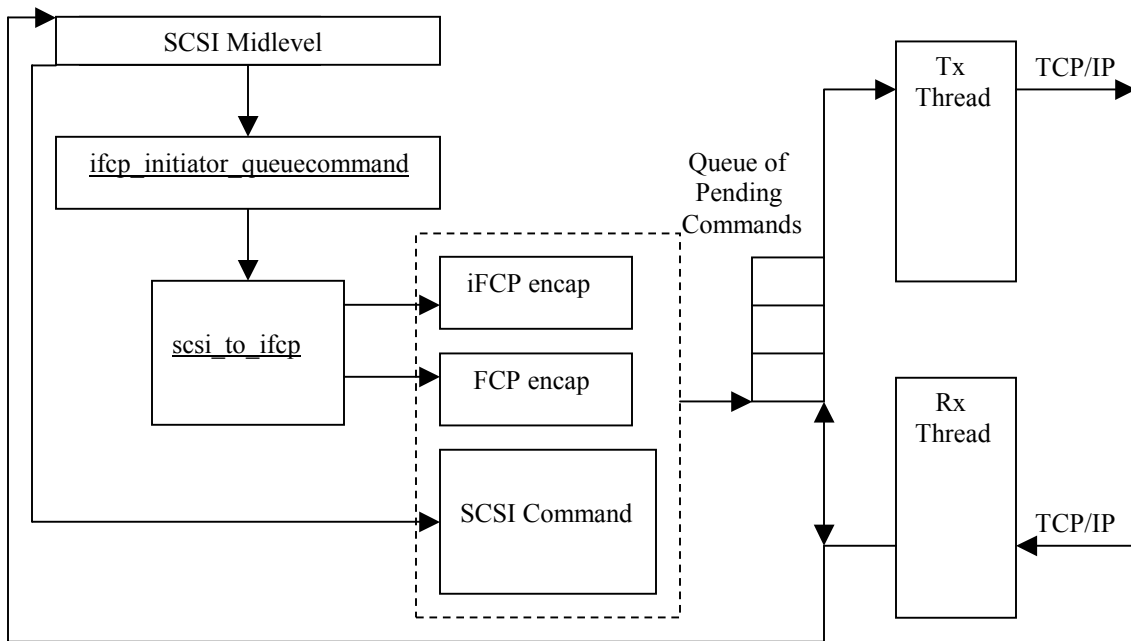 SCSI Midlevel
ifcp_initiator_queuecommand
scsi_to_ifcp
iFCP encap
FCP encap
SCSI Command
Queue of
Pending
Commands
Tx
Thread
TCP/IP
Rx
Thread
TCP/IP